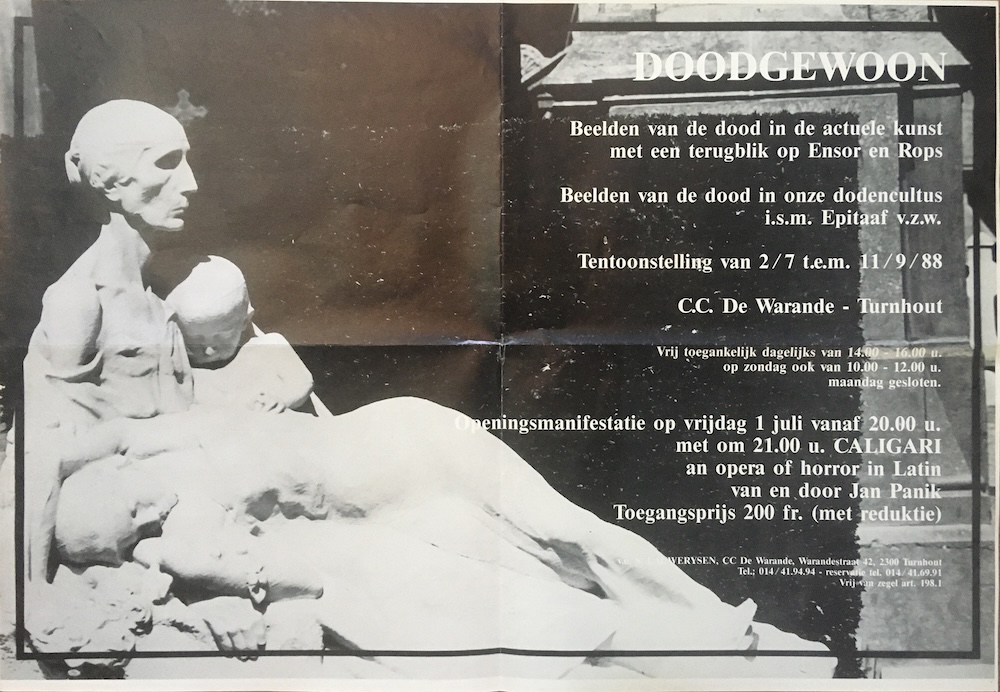 DOODGEWOON
Beelden van de dood in de actuele kunst
met een terugblik op Ensor en Rops
Beelden van de dood in onze dodencultus
i.s.m. Epitaaf v.z.w.
Tentoonstelling van 2/7 t.e.m. 11/9/88
C.C. De Warande - Turnhout
Vrij toegankelijk dagelijks van 14.00 - 16.00 u.
op zondag ook van 10.00 - 12.00 u.
maandag gesloten.
Openingsmanifestatie op vrijdag 1 juli vanaf 20.00 u.
met om 21.00 u. CALIGARI
an opera of horror in Latin
van en door Jan Panik
Toegangsprijs 200 fr. (met reduktie)
CC De Warande, Warandestraat 42, 2300 Turnhout
Tel.: 014/41.94.94 - reservatie tel. 014/41.69.91
Vrij van zegel art. 198.1